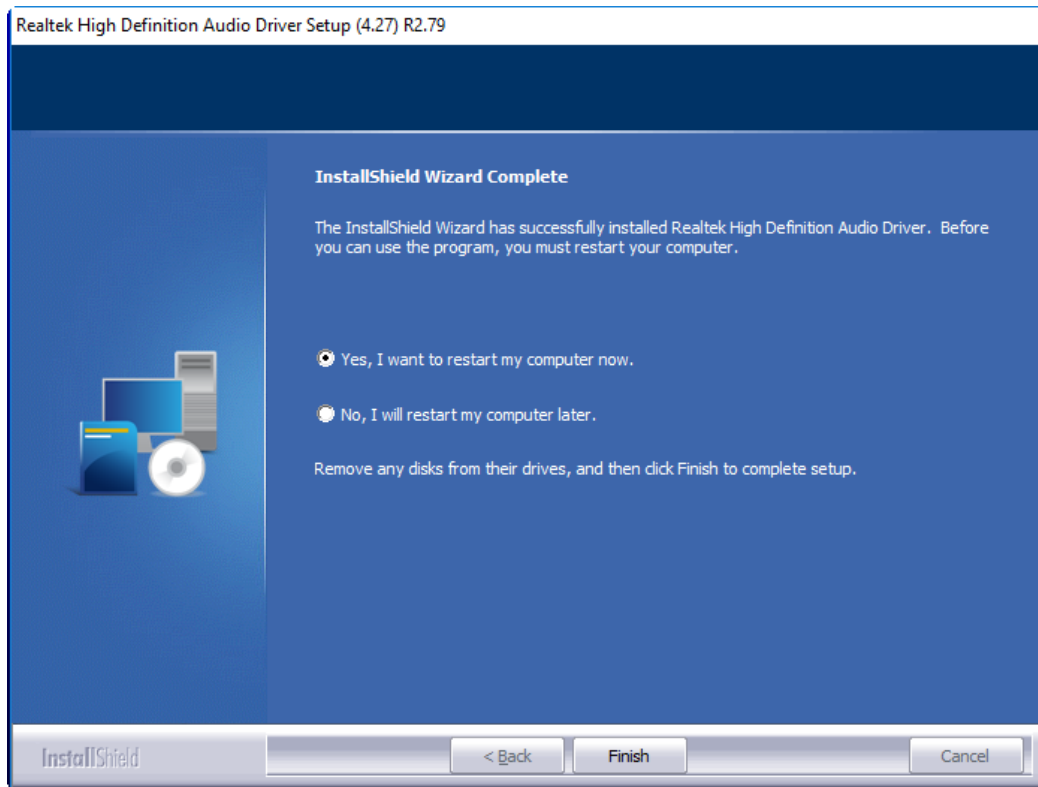 Realtek High Definition Audio Driver Setup (4.27) R2.79
InstallShield Wizard Complete
The InstallShield Wizard has successfully installed Realtek High Definition Audio Driver. Before
you can use the program, you must restart your computer.
Yes, I want to restart my computer now.
No, I will restart my computer later.
Remove any disks from their drives, and then click Finish to complete setup.
InstallShield
< Back
Finish
Cancel